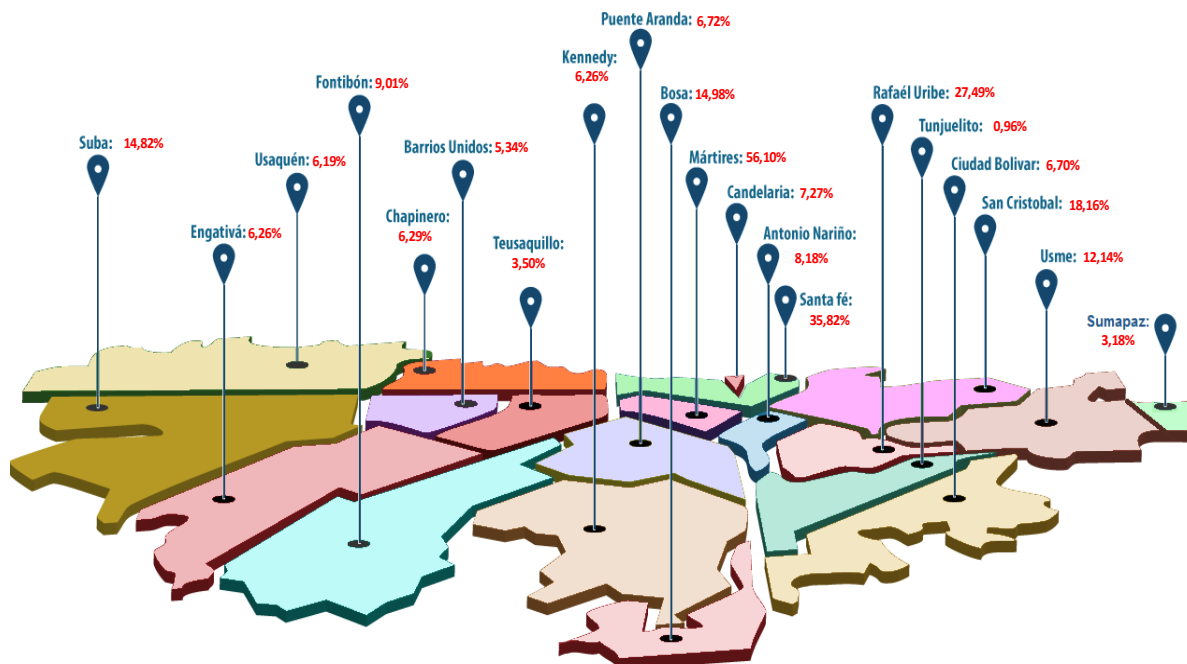 Puente Aranda: 6,72%
Kennedy:
6,26%
Fontibón: 9,01%
Bosa: 14,98%
Rafaél Uribe: 27,49%
Tunjuelito: 0,96%
Suba: 14,82%
Usaquén: 6,19%
Barrios Unidos: 5,34%
Mártires: 56,10%
Ciudad Bolivar: 6,70%
Candelaria: 7,27%
San Cristobal: 18,16%
Chapinero:
6,29%
Engativá: 6,26%
Teusaquillo:
3,50%
Antonio Nariño:
8,18%
Usme: 12,14%
Santa fé:
35,82%
Sumapaz:
3,18%